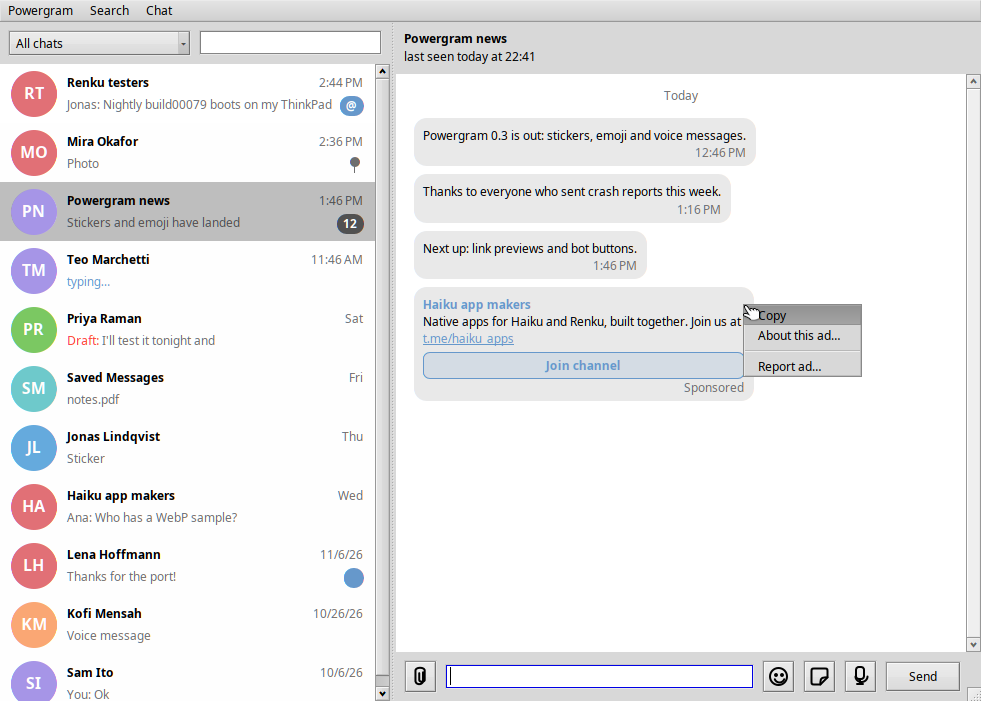 Powergram Search Chat
All chats
RT
Renku testers
2:44 PM
Jonas: Nightly build00079 boots on my ThinkPad
@
MO
Mira Okafor
2:36 PM
Photo
PN
Powergram news
1:46 PM
Stickers and emoji have landed
12
TM
Teo Marchetti
11:46 AM
typing...
PR
Priya Raman
Sat
Draft: I'll test it tonight and
SM
Saved Messages
Fri
notes.pdf
JL
Jonas Lindqvist
Thu
Sticker
HA
Haiku app makers
Wed
Ana: Who has a WebP sample?
LH
Lena Hoffmann
11/6/26
Thanks for the port!
KM
Kofi Mensah
10/26/26
Voice message
SI
Sam Ito
10/6/26
You: Ok
Powergram news
last seen today at 22:41
Today
Powergram 0.3 is out: stickers, emoji and voice messages.
12:46 PM
Thanks to everyone who sent crash reports this week.
1:16 PM
Next up: link previews and bot buttons.
1:46 PM
Haiku app makers
Native apps for Haiku and Renku, built together. Join us at
t.me/haiku_apps
Join channel
Sponsored
Copy
About this ad...
Report ad...
Send